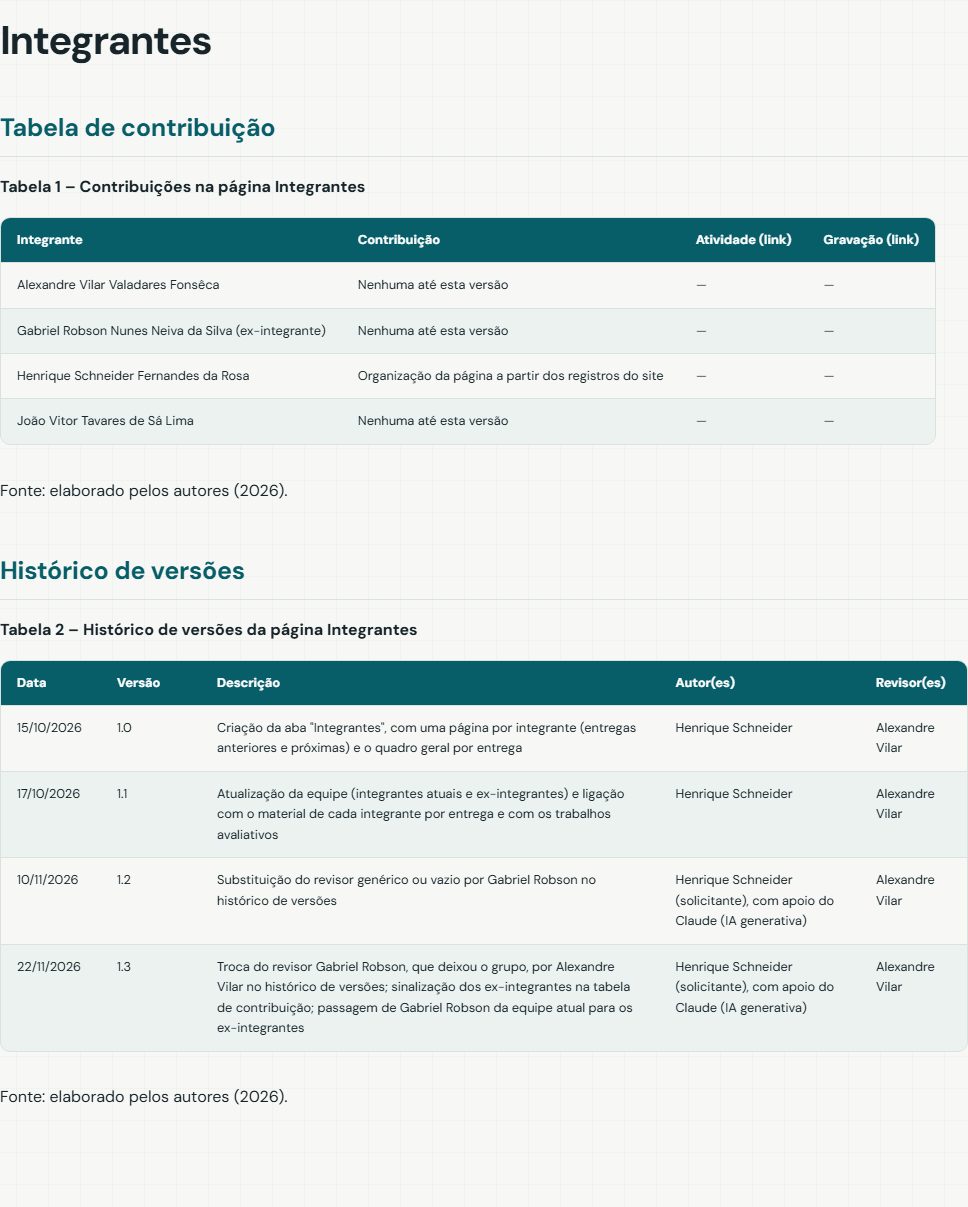 Integrantes
Tabela de contribuição
Tabela 1 – Contribuições na página Integrantes
Integrante Contribuição Atividade (link) Gravação (link)
Alexandre Vilar Valadares Fonsêca Nenhuma até esta versão — —
Gabriel Robson Nunes Neiva da Silva (ex-integrante) Nenhuma até esta versão — —
Henrique Schneider Fernandes da Rosa Organização da página a partir dos registros do site — —
João Vitor Tavares de Sá Lima Nenhuma até esta versão — —
Fonte: elaborado pelos autores (2026).
Histórico de versões
Tabela 2 – Histórico de versões da página Integrantes
Data Versão Descrição Autor(es) Revisor(es)
15/10/2026 1.0 Criação da aba "Integrantes", com uma página por integrante (entregas Henrique Schneider Alexandre
anteriores e próximas) e o quadro geral por entrega Vilar
17/10/2026 1.1 Atualização da equipe (integrantes atuais e ex-integrantes) e ligação Henrique Schneider Alexandre
com o material de cada integrante por entrega e com os trabalhos Vilar
avaliativos
10/11/2026 1.2 Substituição do revisor genérico ou vazio por Gabriel Robson no Henrique Schneider Alexandre
histórico de versões (solicitante), com apoio do Vilar
Claude (IA generativa)
22/11/2026 1.3 Troca do revisor Gabriel Robson, que deixou o grupo, por Alexandre Henrique Schneider Alexandre
Vilar no histórico de versões; sinalização dos ex-integrantes na tabela (solicitante), com apoio do Vilar
de contribuição; passagem de Gabriel Robson da equipe atual para os Claude (IA generativa)
ex-integrantes
Fonte: elaborado pelos autores (2026).